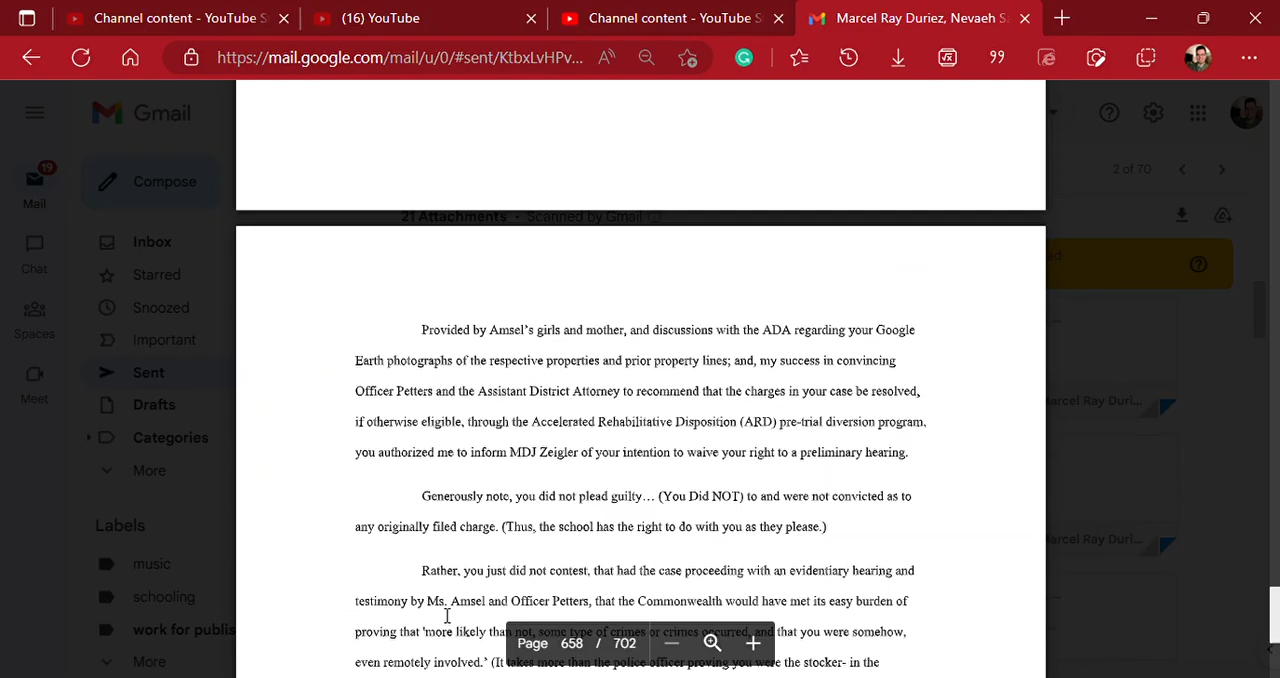 Channel content - YouTube S
(16) YouTube
Channel content - YouTube S
Marcel Ray Duriez, Nevaeh Sa
https://mail.google.com/mail/u/0/#sent/KtbxLvHPv...
Gmail
2 of 70
19
Mail
Chat
Spaces
Meet
Compose
Inbox
Starred
Snoozed
Important
Sent
Drafts
Categories
More
Labels
music
schooling
work for publis
More
21 Attachments • Scanned by Gmail
Marcel Ray Duri...
Marcel Ray Duri...
Provided by Amsel's girls and mother, and discussions with the ADA regarding your Google
Earth photographs of the respective properties and prior property lines; and, my success in convincing
Officer Petters and the Assistant District Attorney to recommend that the charges in your case be resolved,
if otherwise eligible, through the Accelerated Rehabilitative Disposition (ARD) pre-trial diversion program,
you authorized me to inform MDJ Zeigler of your intention to waive your right to a preliminary hearing.
Generously note, you did not plead guilty… (You Did NOT) to and were not convicted as to
any originally filed charge. (Thus, the school has the right to do with you as they please.)
Rather, you just did not contest, that had the case proceeding with an evidentiary hearing and
testimony by Ms. Amsel and Officer Petters, that the Commonwealth would have met its easy burden of
proving that 'more likely than not, some type of crimes or crimes occurred, and that you were somehow,
even remotely involved.' (It takes more than the police officer proving you were the stocker- in the
Page 658 / 702